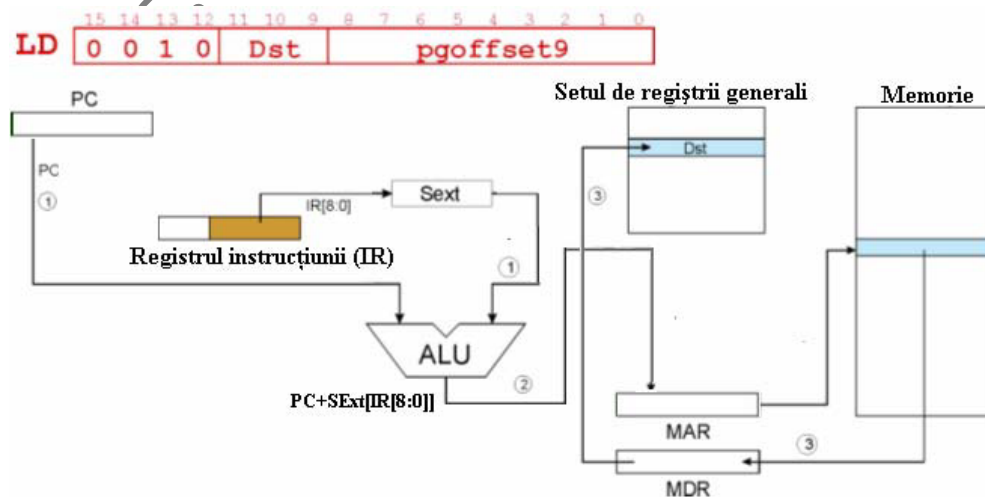 15 14 13 12 11 10 9 8 7 6 5 4 3 2 1 0
LD 0 0 1 0 Dst pgoffset9
PC
Setul de regiştrii generali
Memorie
Dst
PC
①
IR[8:0]
Sext
③
Registrul instrucțiunii (IR)
①
ALU
②
PC+SExt[IR[8:0]]
MAR
③
MDR